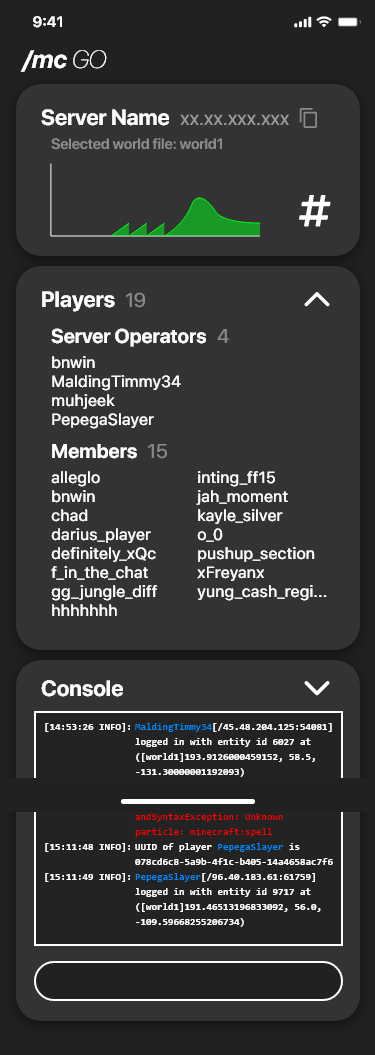 9:41
/mc GO
Server Name xx.xx.xxx.xxx
Selected world file: world1
#
Players 19
Server Operators 4
bnwin
MaldingTimmy34
muhjeek
PepegaSlayer
Members 15
alleglo
bnwin
chad
darius_player
definitely_xQc
f_in_the_chat
gg_jungle_diff
hhhhhhh
inting_ff15
jah_moment
kayle_silver
o_0
pushup_section
xFreyanx
yung_cash_regi...
Console
[14:53:26 INFO]: MaldingTimmy34[/45.48.204.125:54081]
logged in with entity id 6027 at
([world1]193.9126000459152, 58.5,
-131.30000001192093)
andSyntaxException: Unknown
particle: minecraft:spell
[15:11:48 INFO]: UUID of player PepegaSlayer is
078cd6c8-5a9b-4f1c-b405-14a4658ac7f6
[15:11:49 INFO]: PepegaSlayer[/96.40.183.61:61759]
logged in with entity id 9717 at
([world1]191.46513196833092, 56.0,
-109.59668255206734)